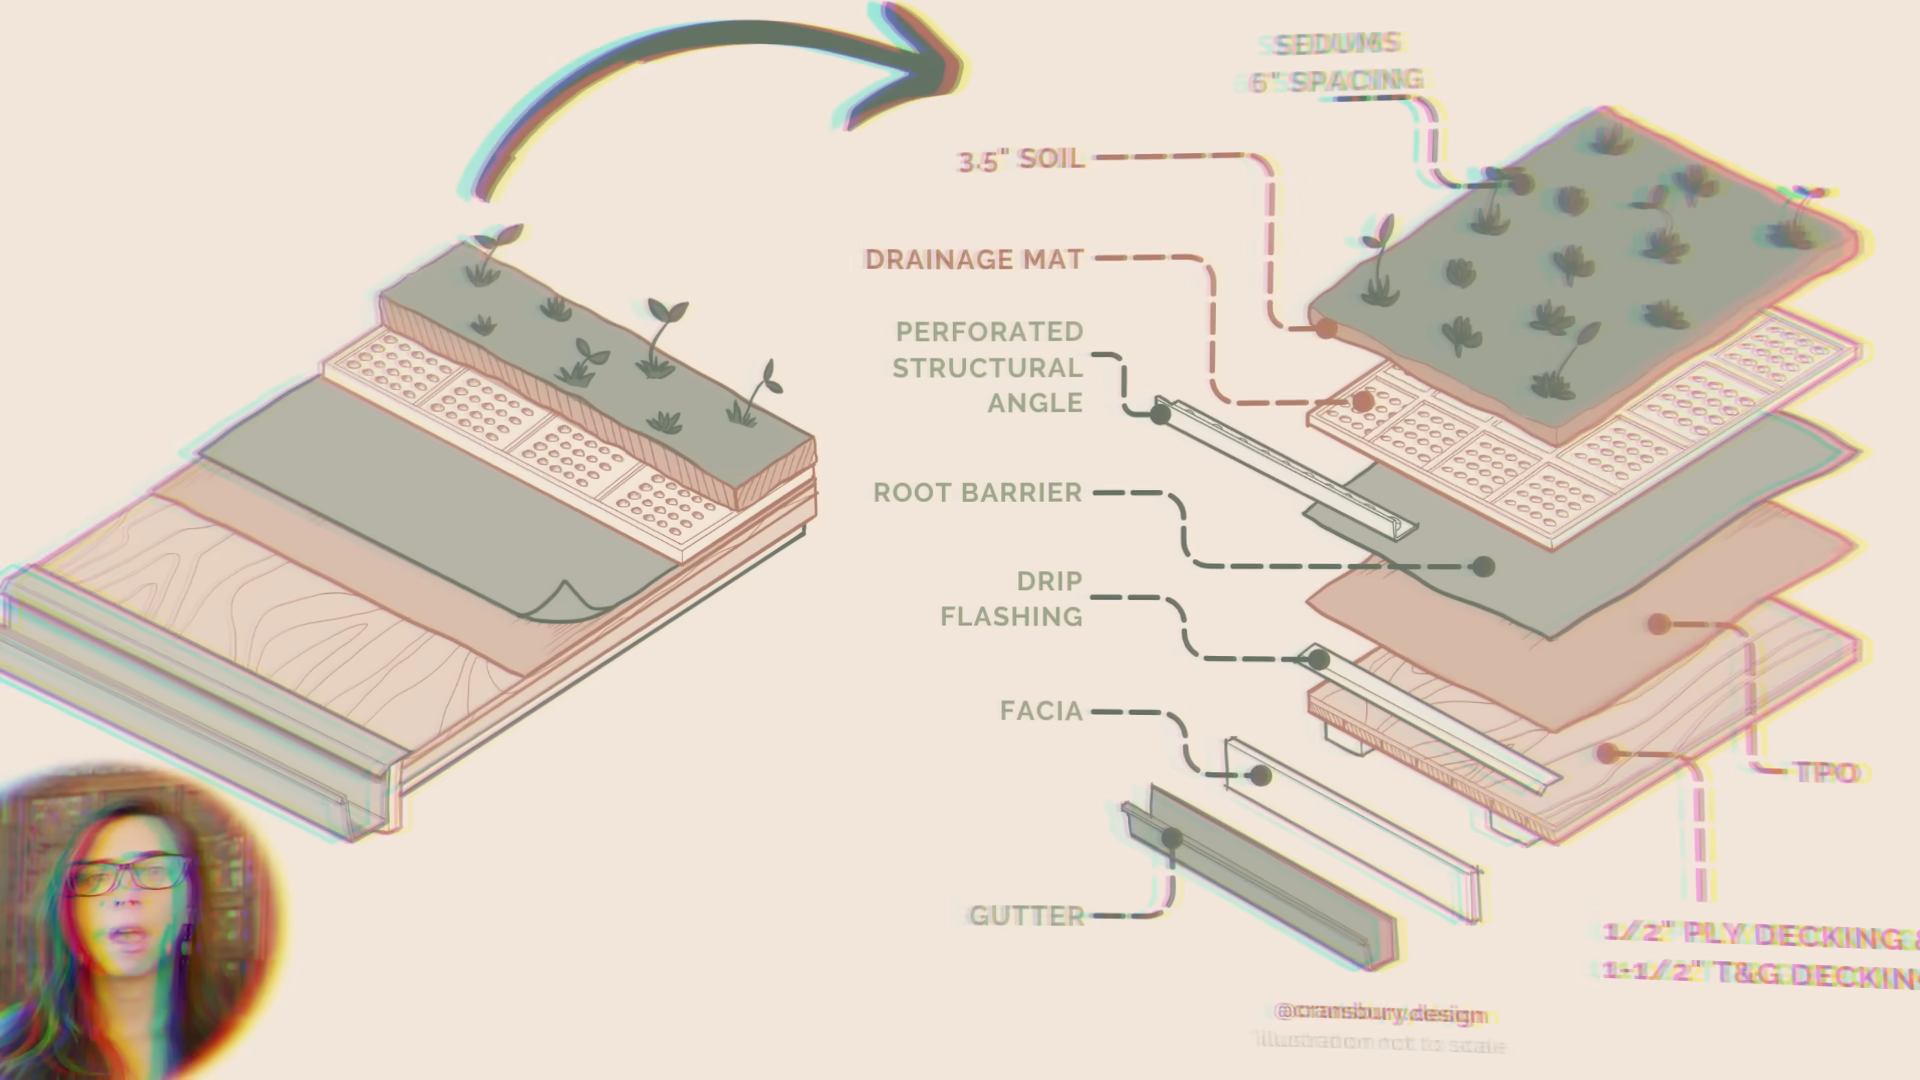 SEDUMS
6" SPACING
3.5" SOIL
DRAINAGE MAT
PERFORATED
STRUCTURAL
ANGLE
ROOT BARRIER
DRIP
FLASHING
FACIA
TPO
GUTTER
1/2" PLY DECKING &
1-1/2" T&G DECKIN
@cransbury.design
*illustration not to scale